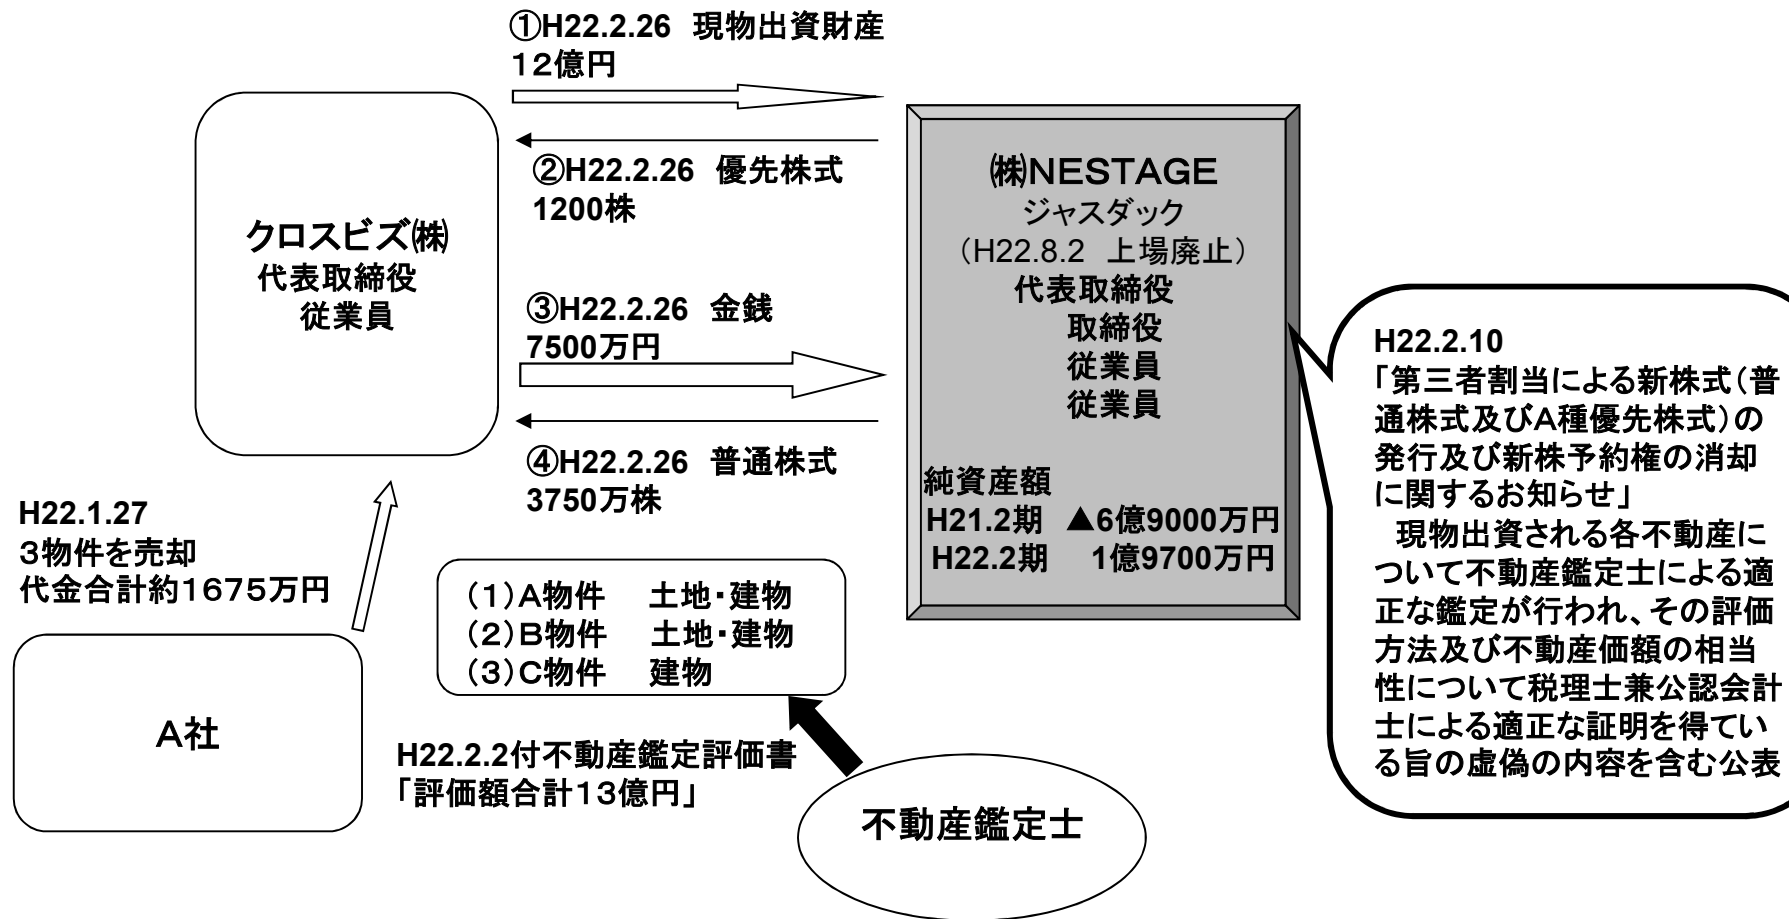 ①H22.2.26 現物出資財産
12億円
クロスビズ㈱
代表取締役
従業員
②H22.2.26 優先株式
1200株
③H22.2.26 金銭
7500万円
④H22.2.26 普通株式
3750万株
㈱NESTAGE
ジャスダック
(H22.8.2 上場廃止)
代表取締役
取締役
従業員
従業員
純資産額
H21.2期 ▲6億9000万円
H22.2期 1億9700万円
H22.2.10
「第三者割当による新株式(普
通株式及びA種優先株式)の
発行及び新株予約権の消却
に関するお知らせ」
現物出資される各不動産に
ついて不動産鑑定士による適
正な鑑定が行われ、その評価
方法及び不動産価額の相当
性について税理士兼公認会計
士による適正な証明を得てい
る旨の虚偽の内容を含む公表
H22.1.27
3物件を売却
代金合計約1675万円
A社
(1)A物件 土地・建物
(2)B物件 土地・建物
(3)C物件 建物
H22.2.2付不動産鑑定評価書
「評価額合計13億円」
不動産鑑定士